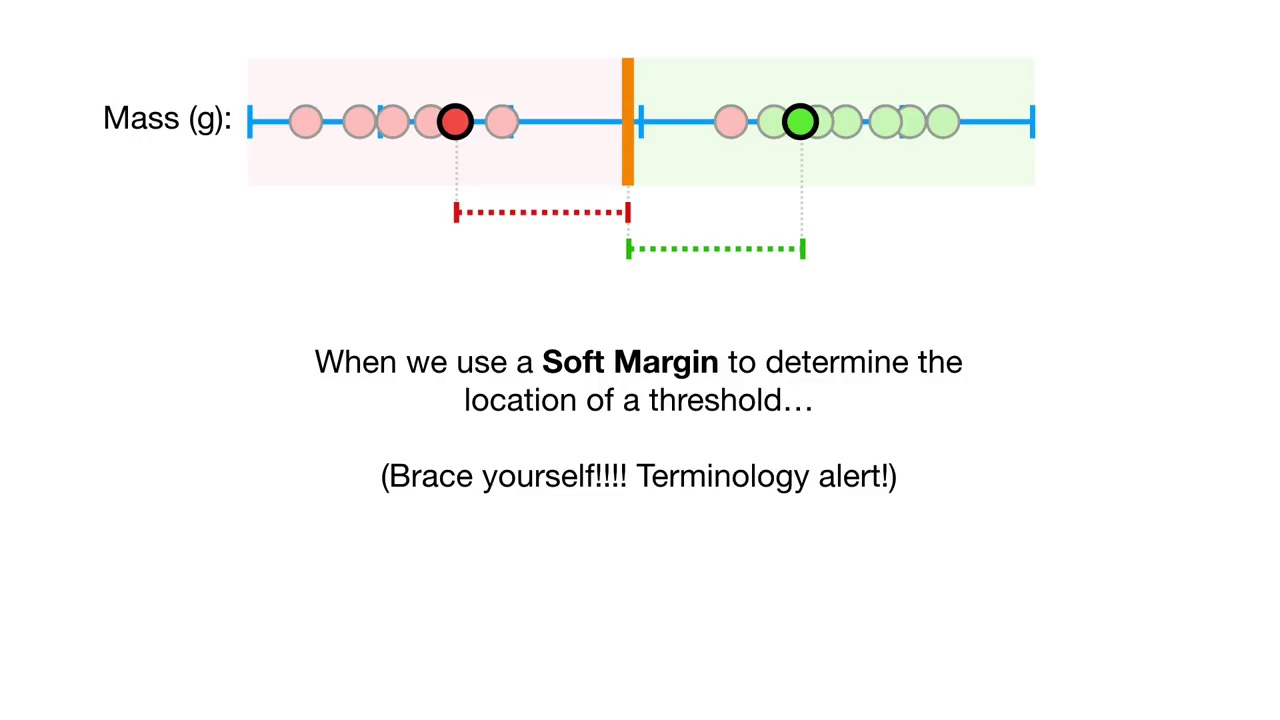 Mass (g):
When we use a Soft Margin to determine the
location of a threshold…
(Brace yourself!!!! Terminology alert!)